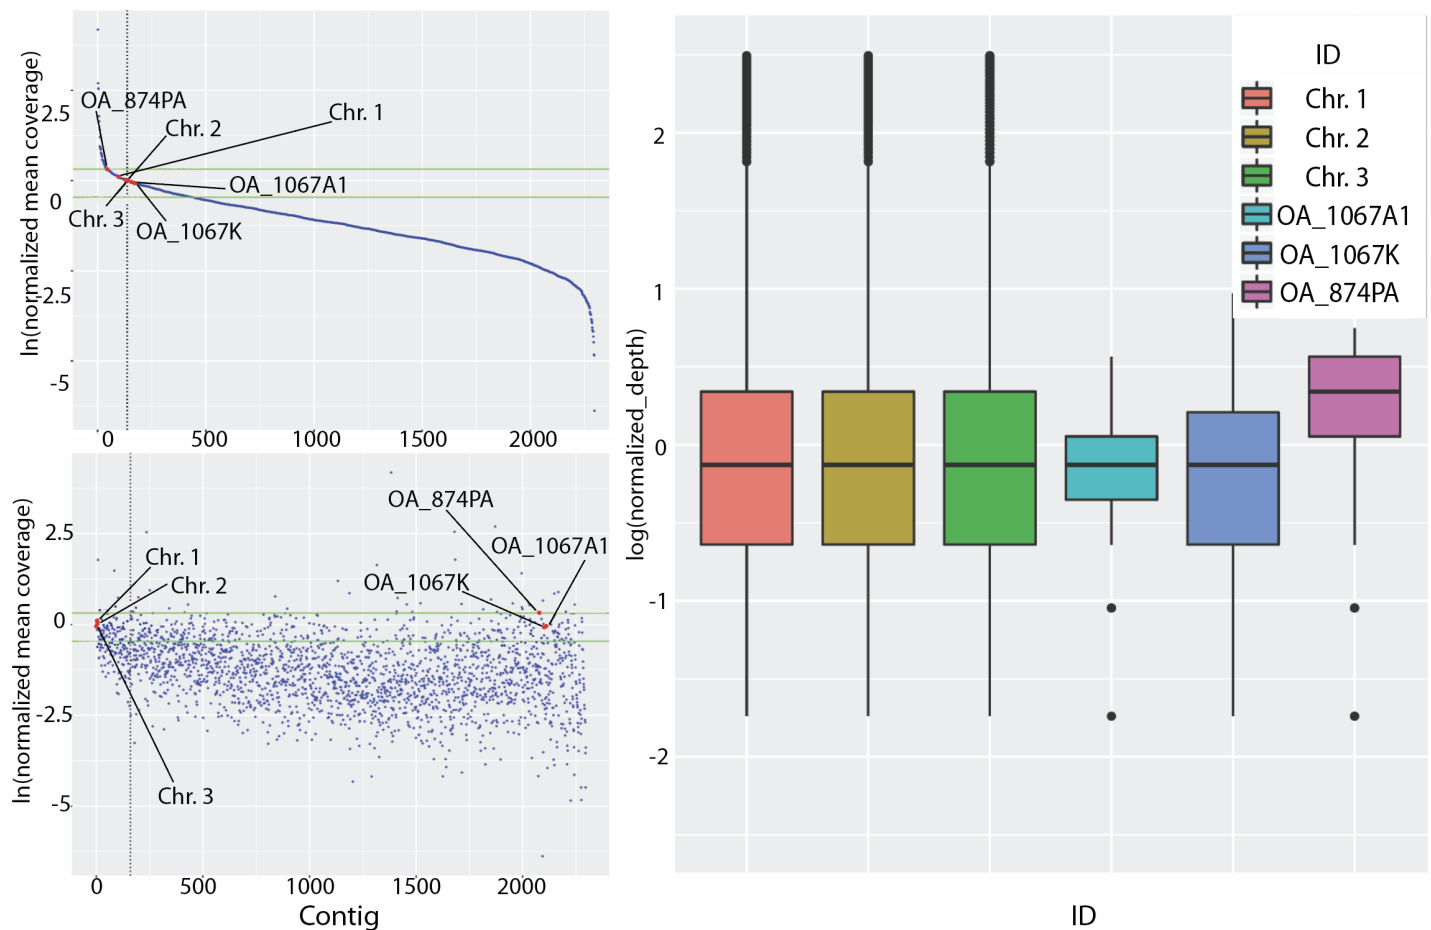 ln(normalized mean coverage)
2.5
0
-2.5
-5
OA_874PA
Chr. 2
Chr. 1
OA_1067A1
Chr. 3
OA_1067K
0
500
1000
1500
2000
ln(normalized mean coverage)
2.5
0
-2.5
-5
OA_874PA
OA_1067A1
Chr. 1
Chr. 2
OA_1067K
Chr. 3
0
500
1000
1500
2000
Contig
log(normalized_depth)
2
1
0
-1
-2
ID
ID
Chr. 1
Chr. 2
Chr. 3
OA_1067A1
OA_1067K
OA_874PA